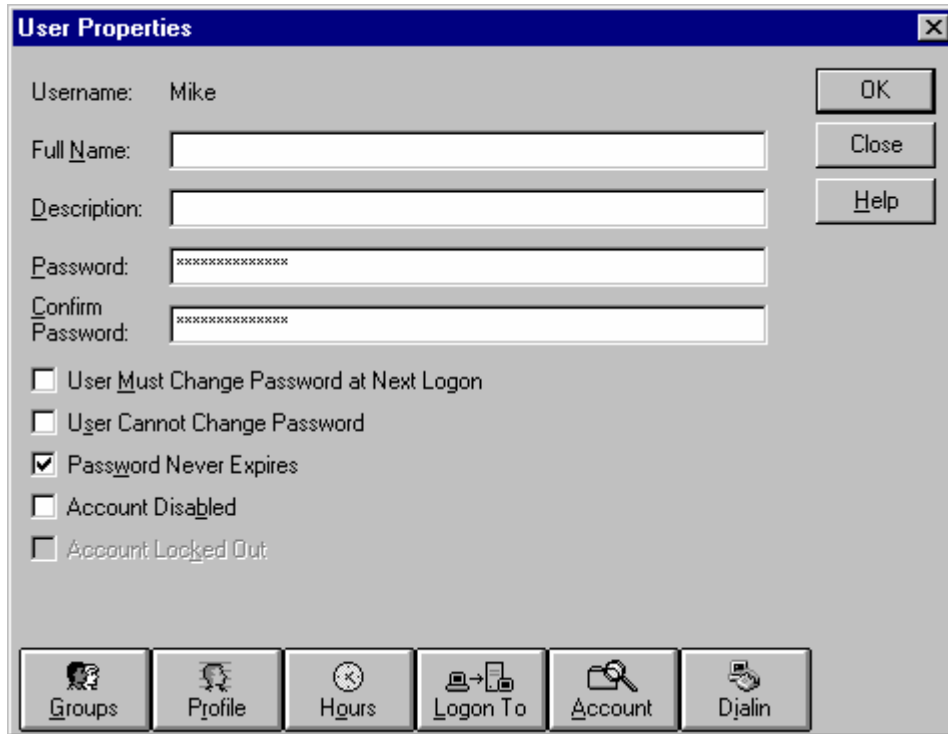 User Properties
Username: Mike
OK
Full Name:
Close
Description:
Help
Password: **************
Confirm
Password: **************
User Must Change Password at Next Logon
User Cannot Change Password
Password Never Expires
Account Disabled
Account Locked Out
Groups Profile Hours Logon To Account Dialin